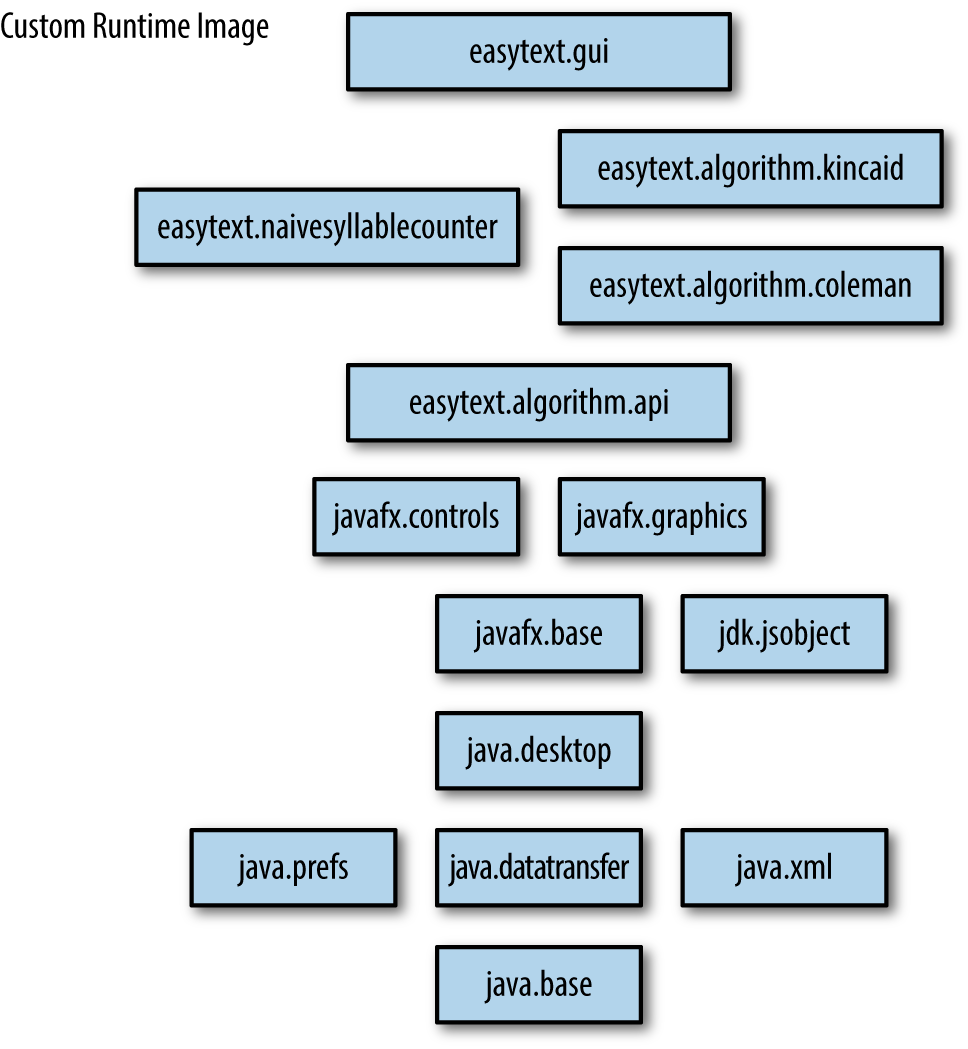 Custom Runtime Image
easytext.gui
easytext.algorithm.kincaid
easytext.naivesyllablecounter
easytext.algorithm.coleman
easytext.algorithm.api
javafx.controls
javafx.graphics
javafx.base
jdk.jsobject
java.desktop
java.prefs
java.datatransfer
java.xml
java.base